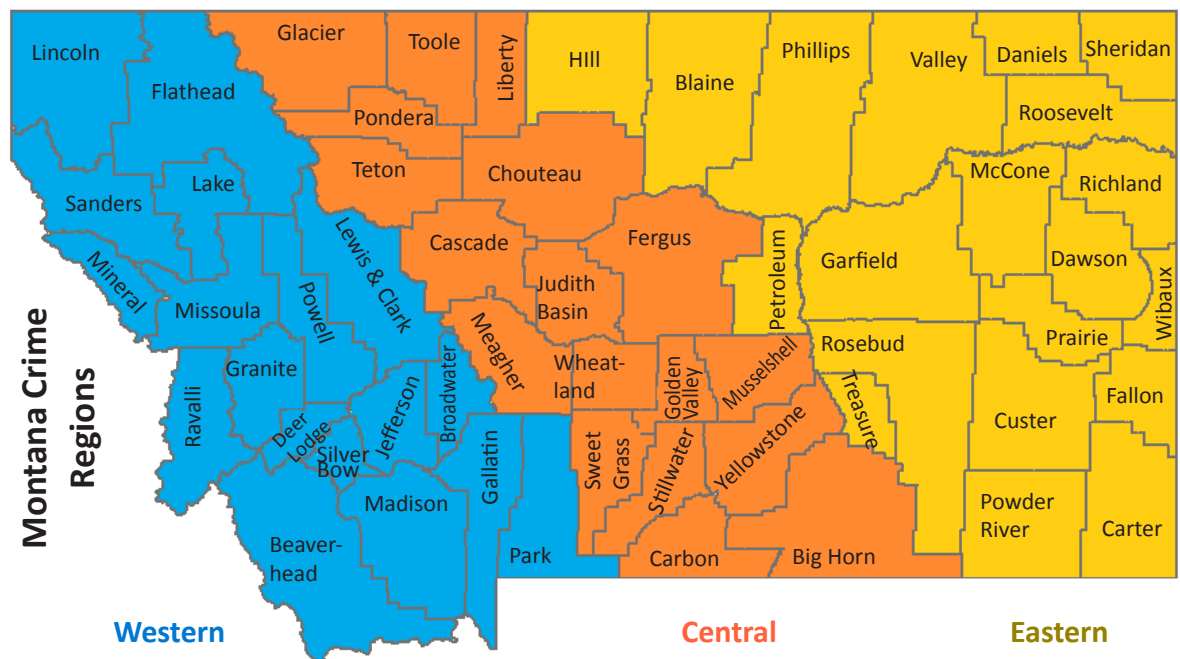 Montana Crime
Regions
Lincoln
Flathead
Glacier
Toole
Liberty
HIll
Blaine
Phillips
Valley
Daniels
Sheridan
Roosevelt
Pondera
Teton
Chouteau
McCone
Richland
Sanders
Lake
Lewis & Clark
Cascade
Fergus
Petroleum
Garfield
Dawson
Wibaux
Mineral
Missoula
Powell
Judith
Basin
Meagher
Wheat-
land
Golden
Valley
Musselshell
Rosebud
Treasure
Prairie
Fallon
Custer
Ravalli
Granite
Deer
Lodge
Silver
Bow
Jefferson
Broadwater
Gallatin
Madison
Beaver-
head
Park
Sweet
Grass
Stillwater
Yellowstone
Carbon
Big Horn
Powder
River
Carter
Western
Central
Eastern